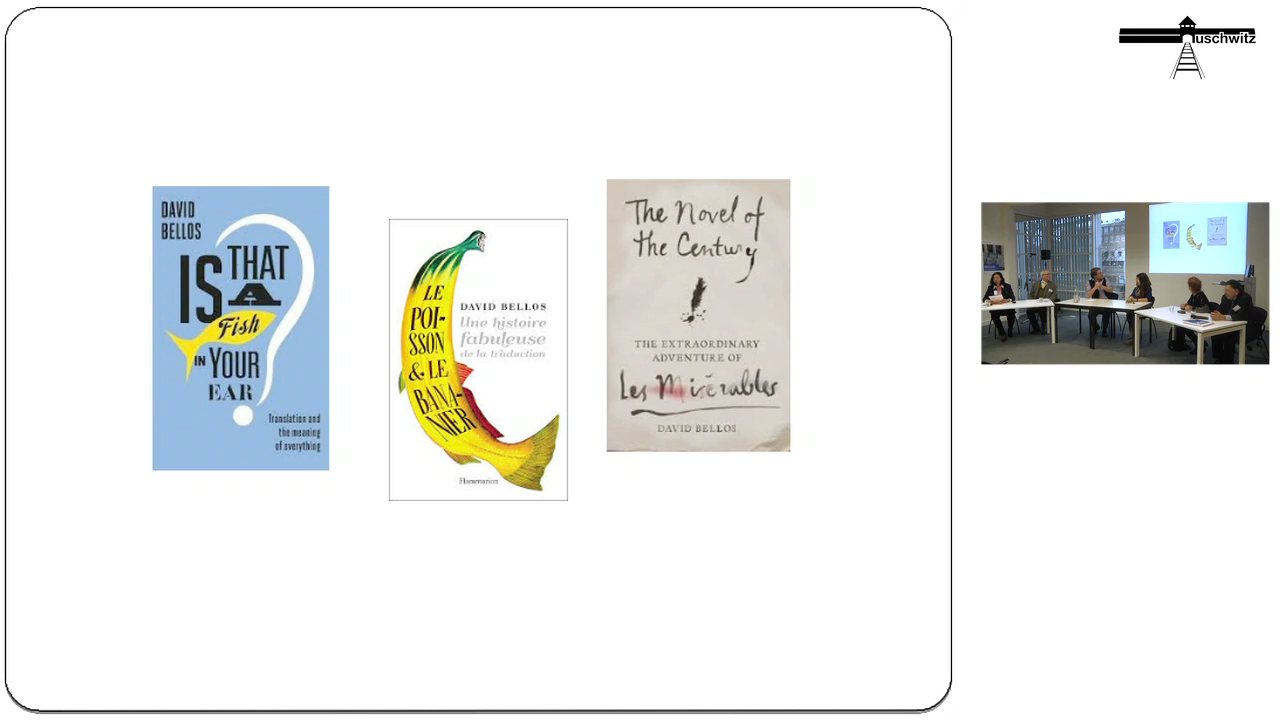 DAVID
BELLOS
IS THAT
A
Fish
IN YOUR
EAR
Translation and
the meaning
of everything
LE
POI-
SSON
& LE
BANA-
NIER
DAVID BELLOS
Une histoire
fabuleuse
de la traduction
Flammarion
The Novel of
the Century
THE EXTRAORDINARY
ADVENTURE OF
Les Misérables
DAVID BELLOS
uschwitz